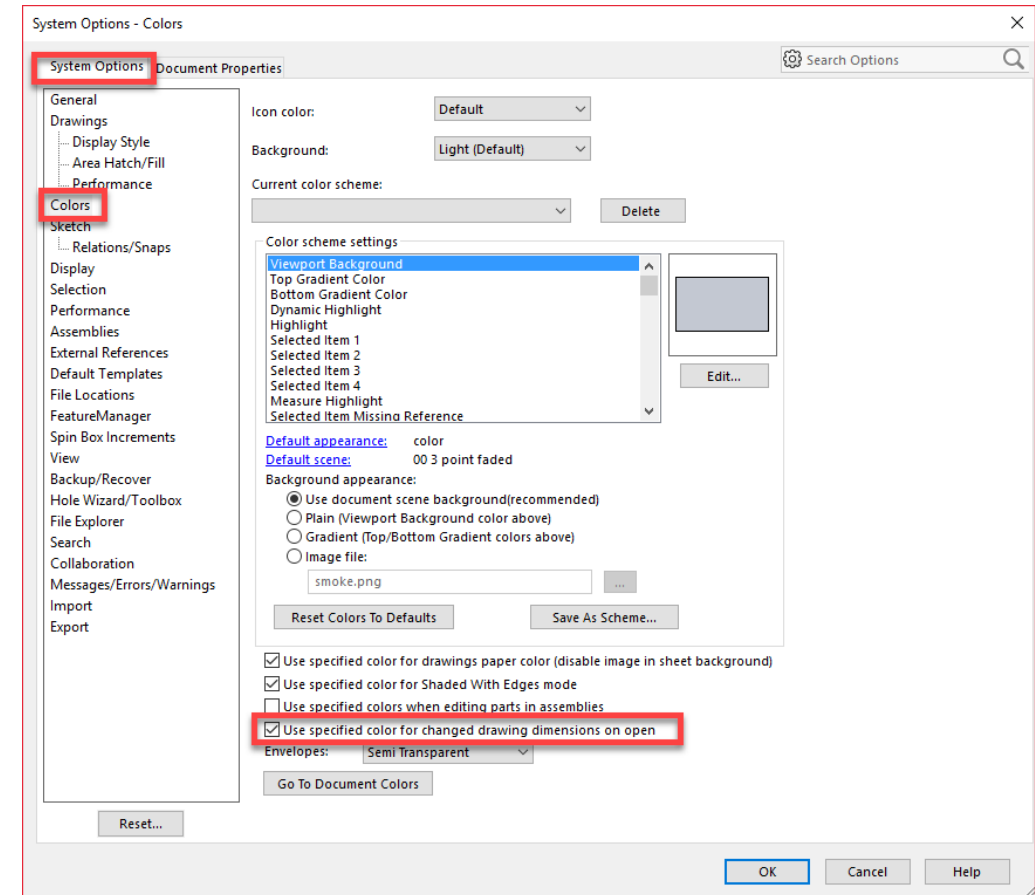 System Options - Colors
System Options Document Properties
Search Options
General
Drawings
Display Style
Area Hatch/Fill
Performance
Colors
Sketch
Relations/Snaps
Display
Selection
Performance
Assemblies
External References
Default Templates
File Locations
FeatureManager
Spin Box Increments
View
Backup/Recover
Hole Wizard/Toolbox
File Explorer
Search
Collaboration
Messages/Errors/Warnings
Import
Export
Reset...
Icon color: Default
Background: Light (Default)
Current color scheme:
Delete
Color scheme settings
Viewport Background
Top Gradient Color
Bottom Gradient Color
Dynamic Highlight
Highlight
Selected Item 1
Selected Item 2
Selected Item 3
Selected Item 4
Measure Highlight
Selected Item Missing Reference
Edit...
Default appearance: color
Default scene: 00 3 point faded
Background appearance:
Use document scene background(recommended)
Plain (Viewport Background color above)
Gradient (Top/Bottom Gradient colors above)
Image file:
smoke.png ...
Reset Colors To Defaults Save As Scheme...
Use specified color for drawings paper color (disable image in sheet background)
Use specified color for Shaded With Edges mode
Use specified colors when editing parts in assemblies
Use specified color for changed drawing dimensions on open
Envelopes: Semi Transparent
Go To Document Colors
OK Cancel Help